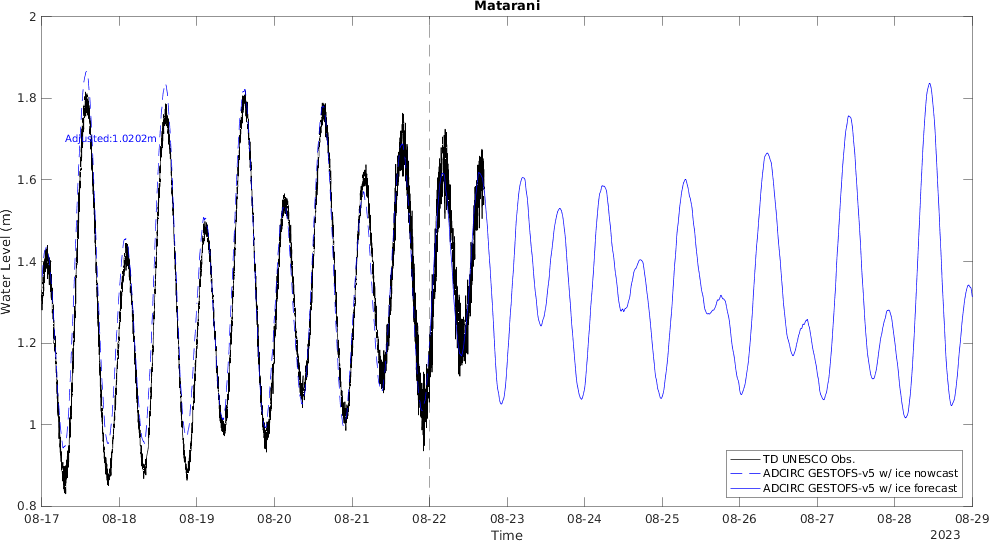 Matarani
2
1.8
1.6
1.4
1.2
1
0.8
Water Level (m)
Adjusted:1.0202m
TD UNESCO Obs.
ADCIRC GESTOFS-v5 w/ ice nowcast
ADCIRC GESTOFS-v5 w/ ice forecast
08-17 08-18 08-19 08-20 08-21 08-22 08-23 08-24 08-25 08-26 08-27 08-28 08-29
Time
2023